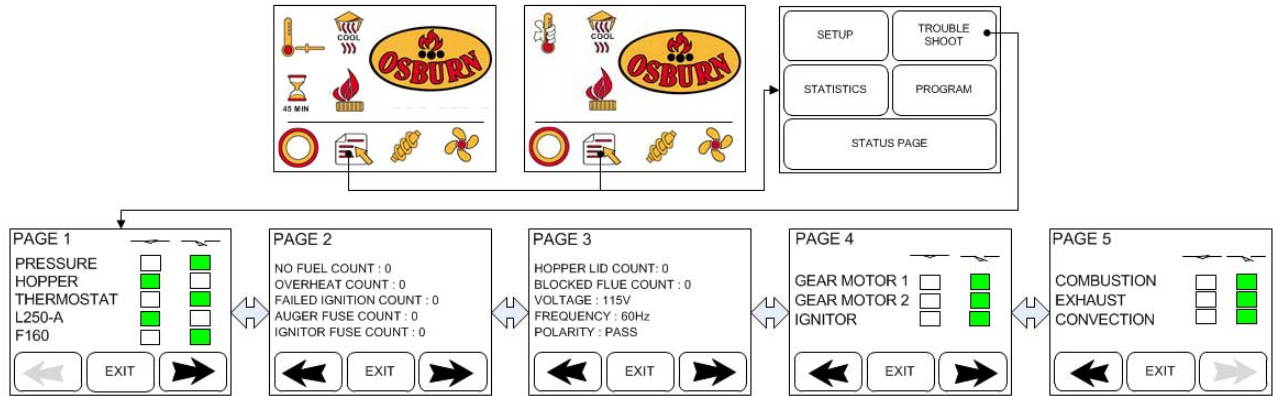 COOL
OSBURN
45 MIN
COOL
OSBURN
SETUP
TROUBLE
SHOOT
STATISTICS
PROGRAM
STATUS PAGE
PAGE 1
PRESSURE
HOPPER
THERMOSTAT
L250-A
F160
EXIT
PAGE 2
NO FUEL COUNT : 0
OVERHEAT COUNT : 0
FAILED IGNITION COUNT : 0
AUGER FUSE COUNT : 0
IGNITOR FUSE COUNT : 0
EXIT
PAGE 3
HOPPER LID COUNT: 0
BLOCKED FLUE COUNT : 0
VOLTAGE : 115V
FREQUENCY : 60Hz
POLARITY : PASS
EXIT
PAGE 4
GEAR MOTOR 1
GEAR MOTOR 2
IGNITOR
EXIT
PAGE 5
COMBUSTION
EXHAUST
CONVECTION
EXIT